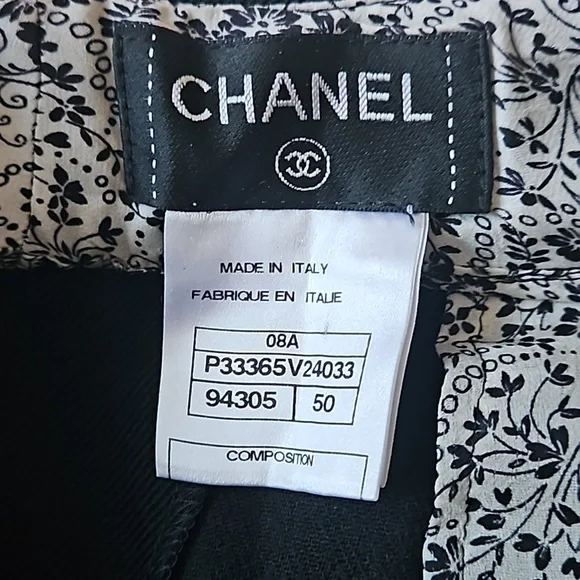 CHANEL
MADE IN ITALY
FABRIQUE EN ITALIE
08A
P33365V24033
94305 50
COMPOSITION